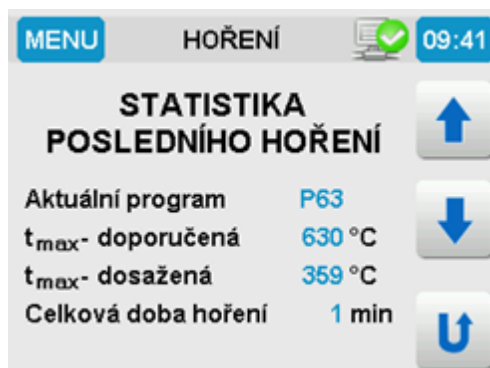 MENU HOŘENÍ 09:41
STATISTIKA
POSLEDNÍHO HOŘENÍ
Aktuální program P63
tmax- doporučená 630 °C
tmax- dosažená 359 °C
Celková doba hoření 1 min